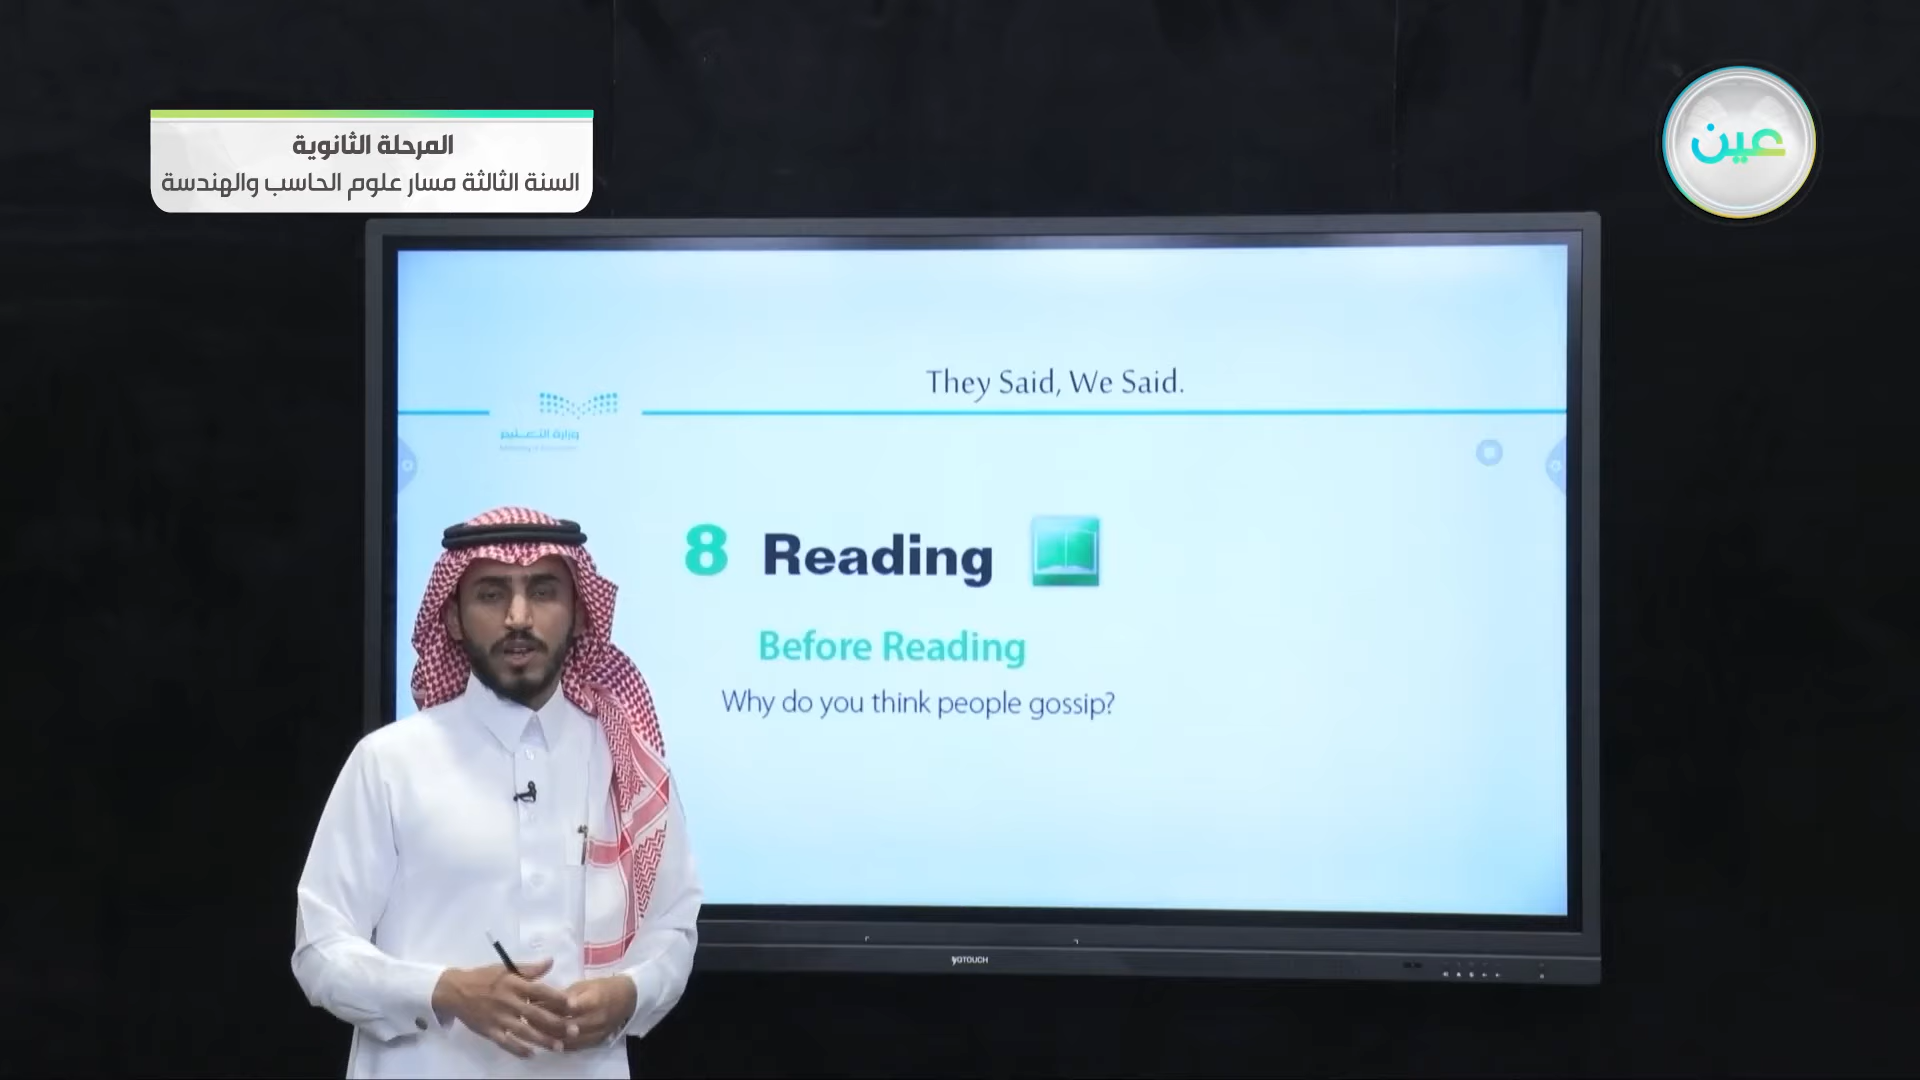 المرحلة الثانوية
السنة الثالثة مسار علوم الحاسب والهندسة
عين
They Said, We Said.
وزارة التعليم
8 Reading
Before Reading
Why do you think people gossip?
YOTOUCH